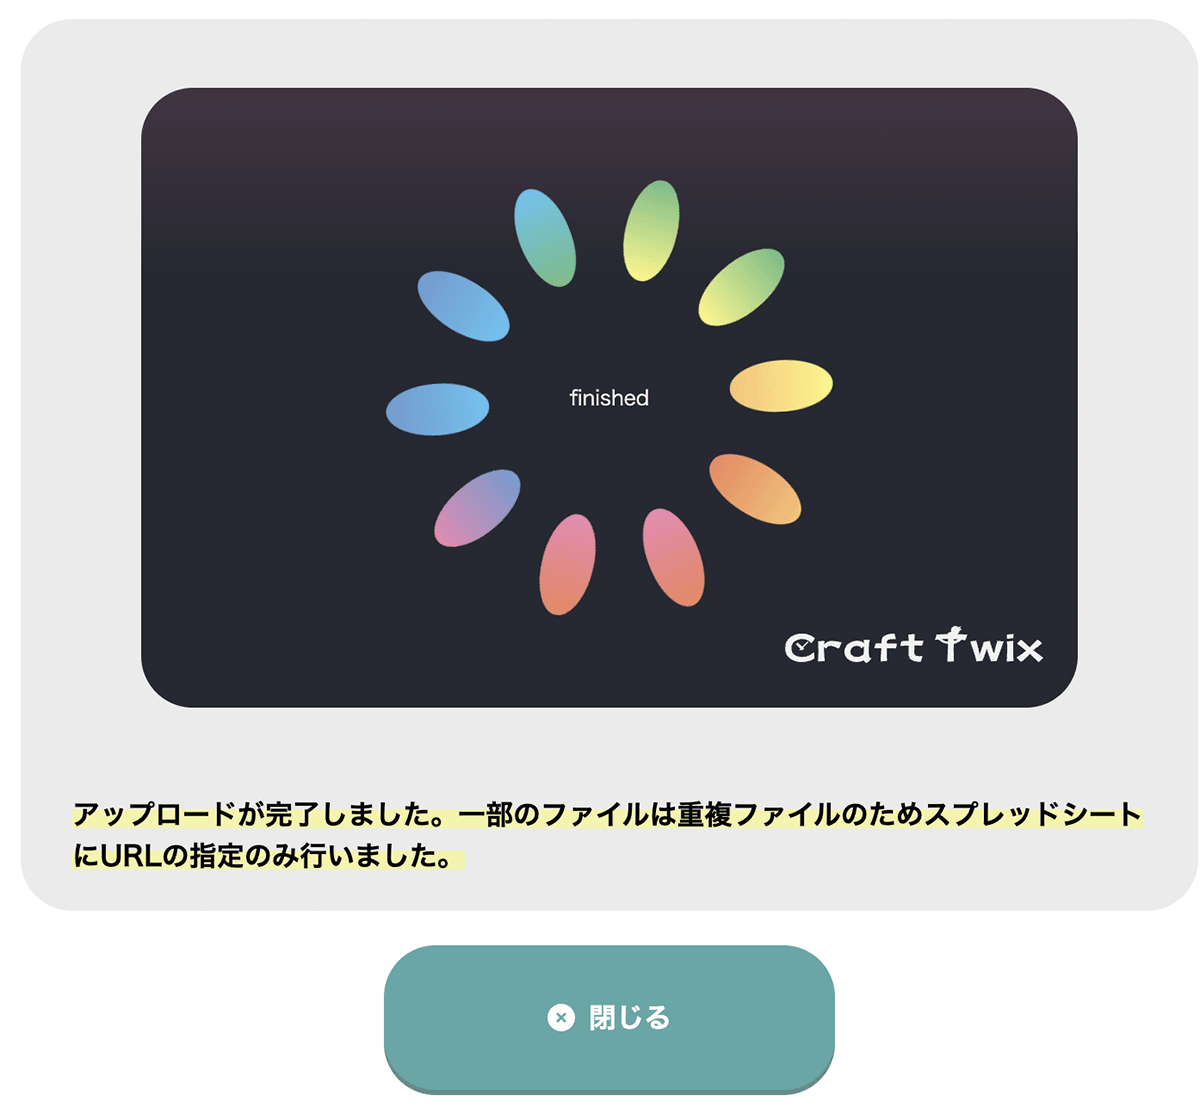 finished
Craft Twix
アップロードが完了しました。一部のファイルは重複ファイルのためスプレッドシート
にURLの指定のみ行いました。
閉じる